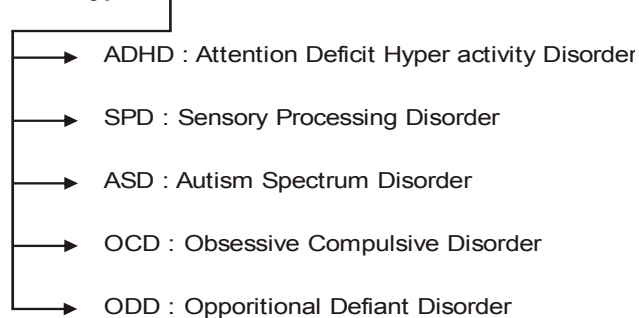 ADHD : Attention Deficit Hyper activity Disorder
SPD : Sensory Processing Disorder
ASD : Autism Spectrum Disorder
OCD : Obsessive Compulsive Disorder
ODD : Opporitional Defiant Disorder